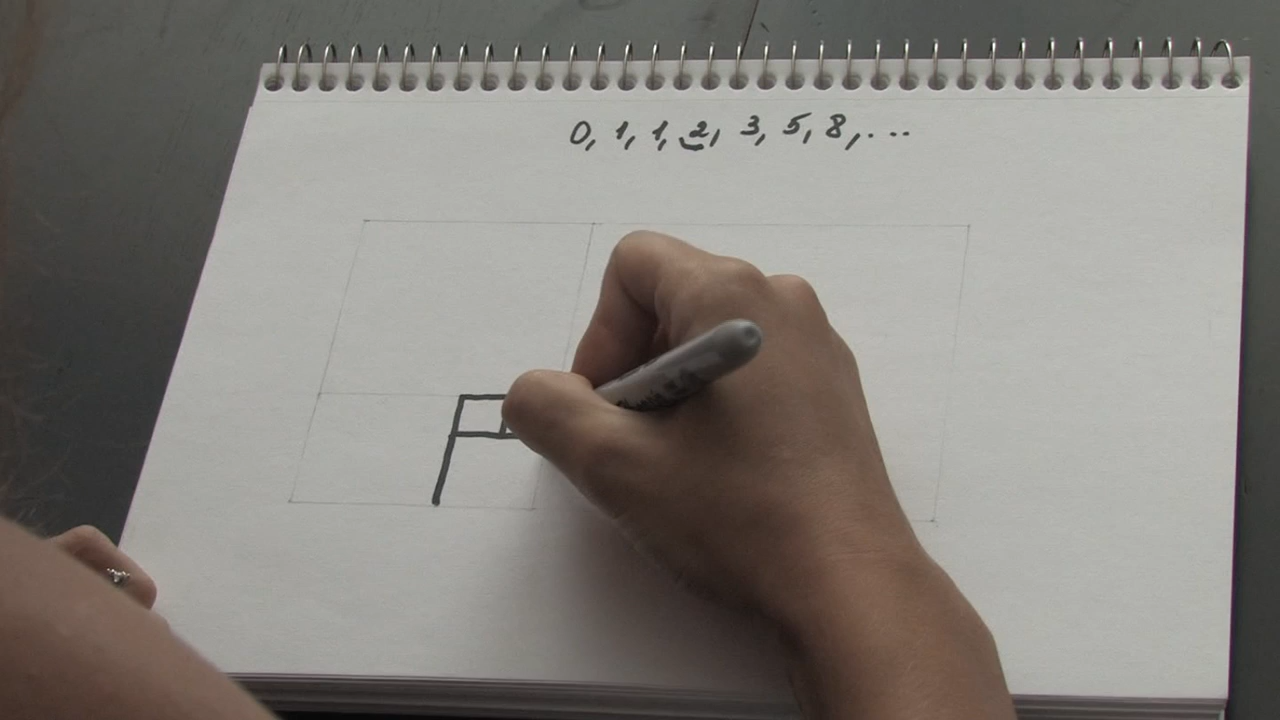 0, 1, 1, 2, 3, 5, 8, ...